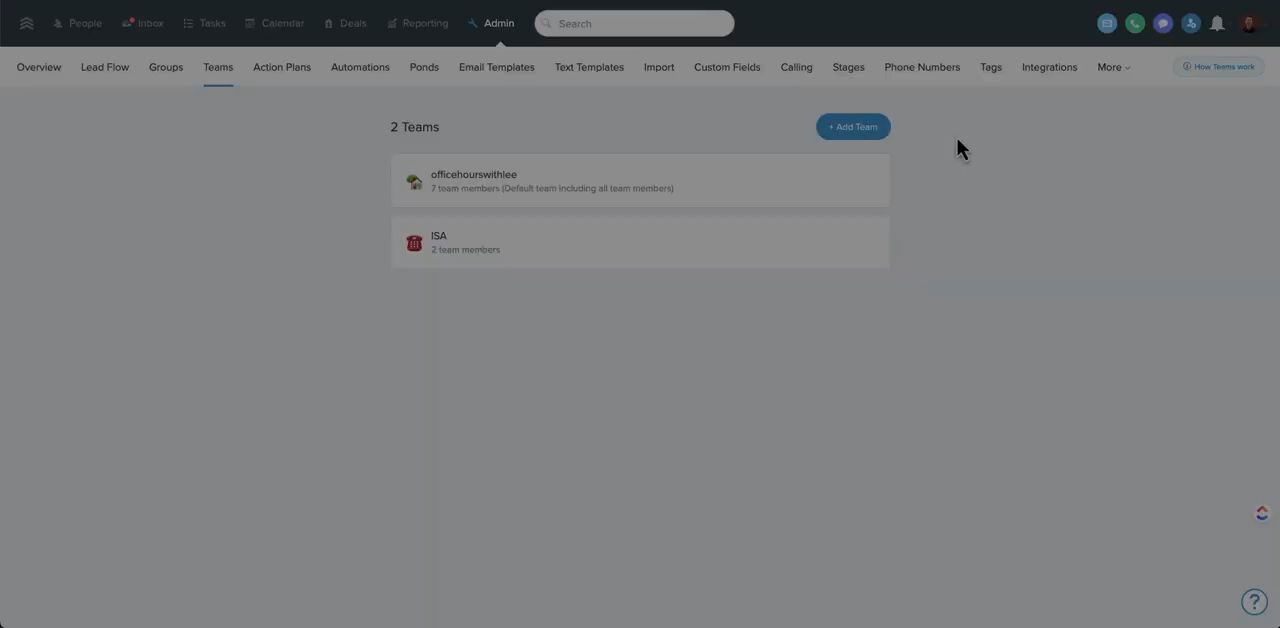 People Inbox Tasks Calendar Deals Reporting Admin Search
Overview Lead Flow Groups Teams Action Plans Automations Ponds Email Templates Text Templates Import Custom Fields Calling Stages Phone Numbers Tags Integrations More How Teams work
2 Teams + Add Team
officehourswithlee
7 team members (Default team including all team members)
ISA
2 team members
?